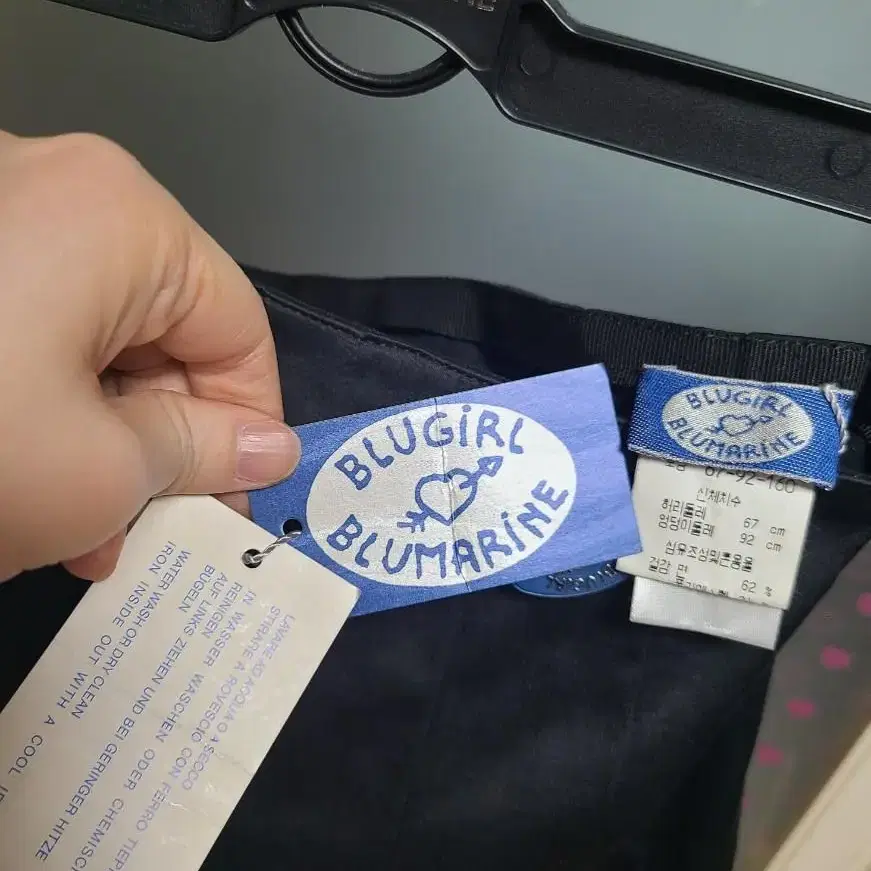 BLUGIRL
BLUMARINE
BLUGIRL
BLUMARINE
67-92-160
신체치수
허리둘레 67 cm
엉덩이둘레 92 cm
섬유조성및혼용율
겉감 면 62 %
LAVARE AD ACQUA O A SECCO
STIRARE A ROVESCIO CON FERRO
IN WASSER WASCHEN ODER
REINIGEN
AUF LINKS ZIEHEN UND BEI GERINGER HITZE
BÜGELN
WATER WASH OR DRY CLEAN
IRON INSIDE OUT WITH A COOL